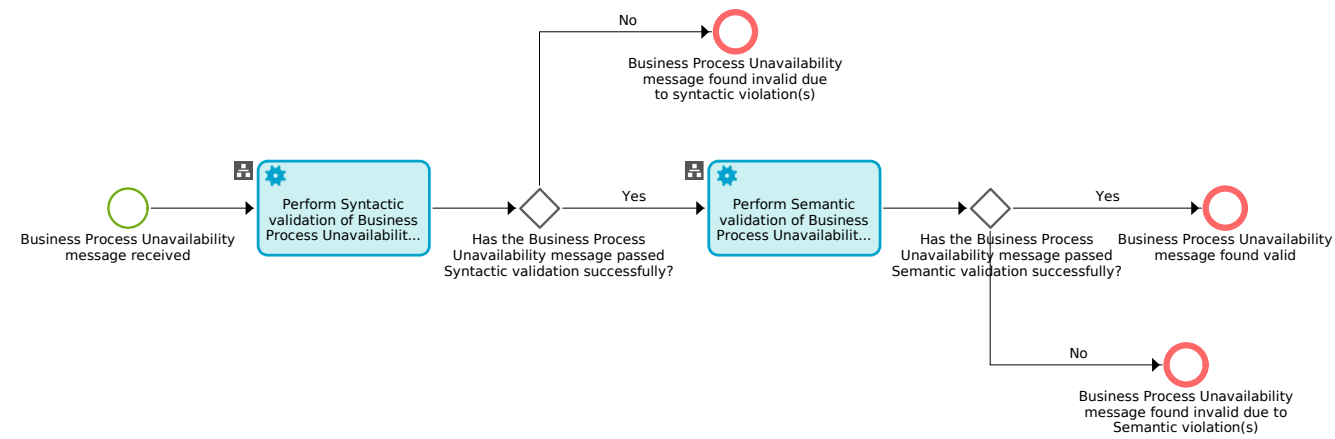 No
Business Process Unavailability
message found invalid due
to syntactic violation(s)
Business Process Unavailability
message received
Perform Syntactic
validation of Business
Process Unavailabilit...
Has the Business Process
Unavailability message passed
Syntactic validation successfully?
Yes
Perform Semantic
validation of Business
Process Unavailabilit...
Has the Business Process
Unavailability message passed
Semantic validation successfully?
Yes
Business Process Unavailability
message found valid
No
Business Process Unavailability
message found invalid due to
Semantic violation(s)